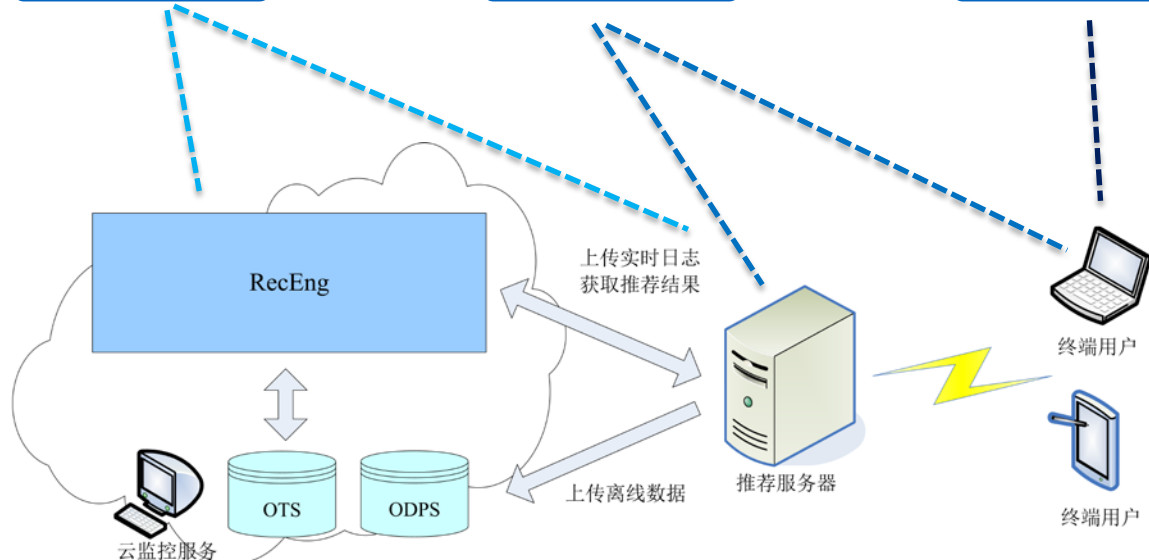 上传实时日志
获取推荐结果
RecEng
终端用户
OTS
ODPS
上传离线数据
推荐服务器
终端用户
云监控服务